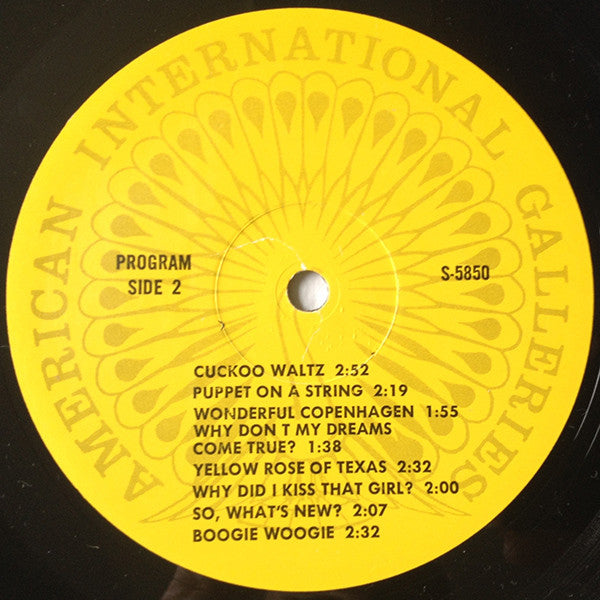 AMERICAN INTERNATIONAL GALLERIES
PROGRAM
SIDE 2
S-5850
CUCKOO WALTZ 2:52
PUPPET ON A STRING 2:19
WONDERFUL COPENHAGEN 1:55
WHY DON T MY DREAMS
COME TRUE? 1:38
YELLOW ROSE OF TEXAS 2:32
WHY DID I KISS THAT GIRL? 2:00
SO, WHAT'S NEW? 2:07
BOOGIE WOOGIE 2:32